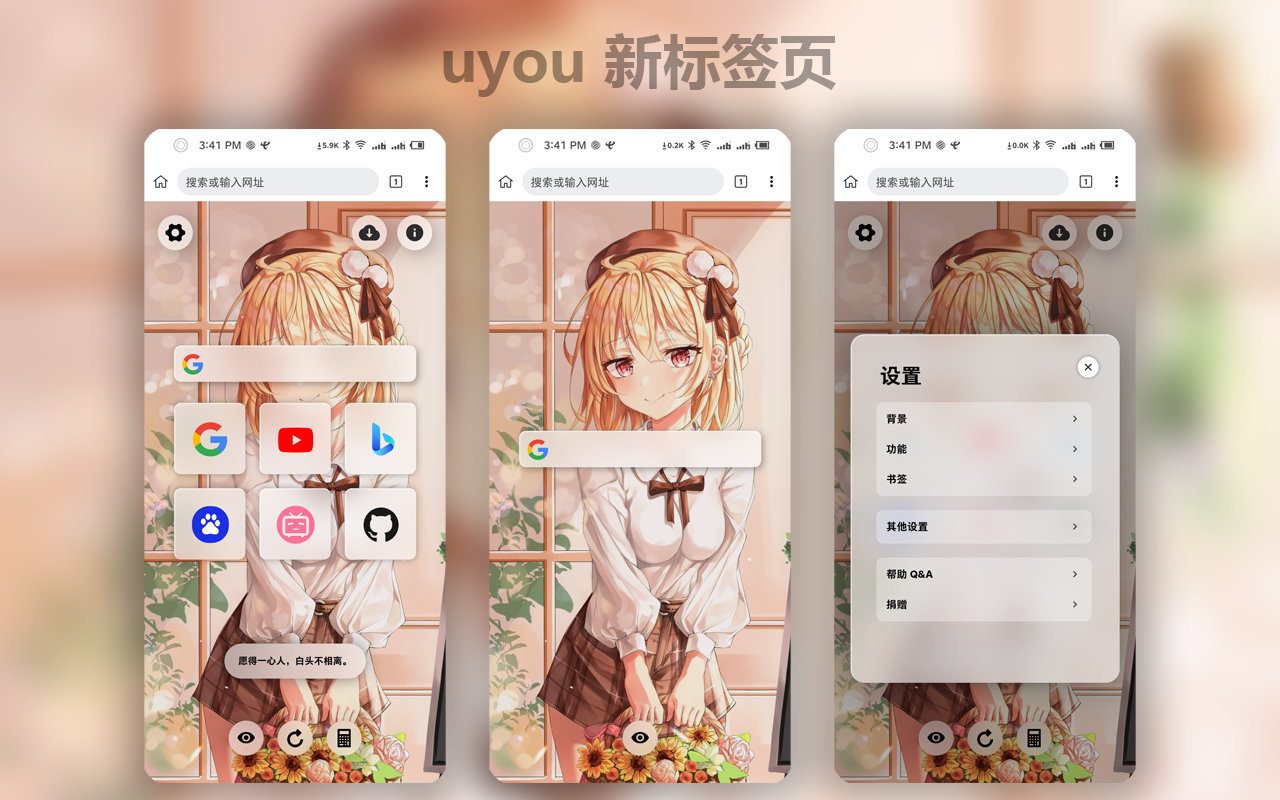 uyou 新标签页
3:41 PM
5.9K
搜索或输入网址
1
愿得一心人，白头不相离。
3:41 PM
0.2K
搜索或输入网址
1
3:41 PM
0.0K
搜索或输入网址
1
设置
背景
功能
书签
其他设置
帮助 Q&A
捐赠